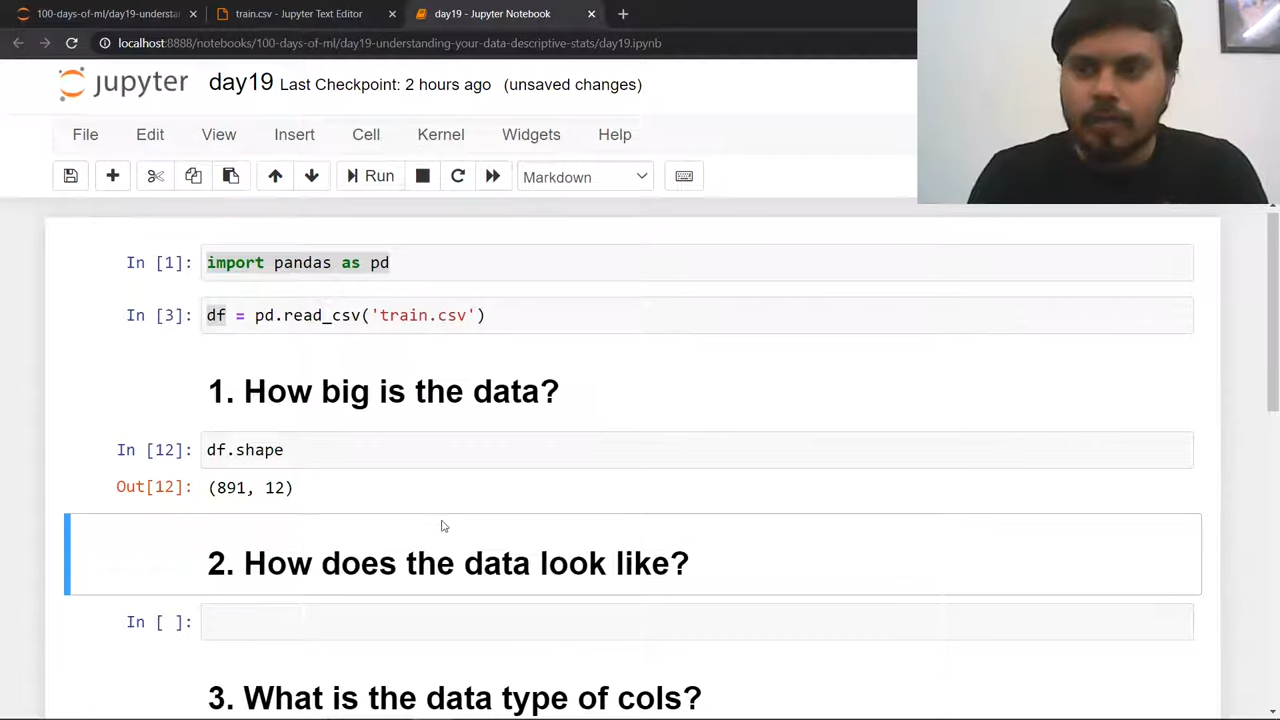 100-days-of-ml/day19-underst
train.csv - Jupyter Text Editor
day19 - Jupyter Notebook
localhost:8888/notebooks/100-days-of-ml/day19-understanding-your-data-descriptive-stats/day19.ipynb
jupyter day19 Last Checkpoint: 2 hours ago (unsaved changes)
File Edit View Insert Cell Kernel Widgets Help
Run Markdown
In [1]: import pandas as pd
In [3]: df = pd.read_csv('train.csv')
1. How big is the data?
In [12]: df.shape
Out[12]: (891, 12)
2. How does the data look like?
In [ ]:
3. What is the data type of cols?